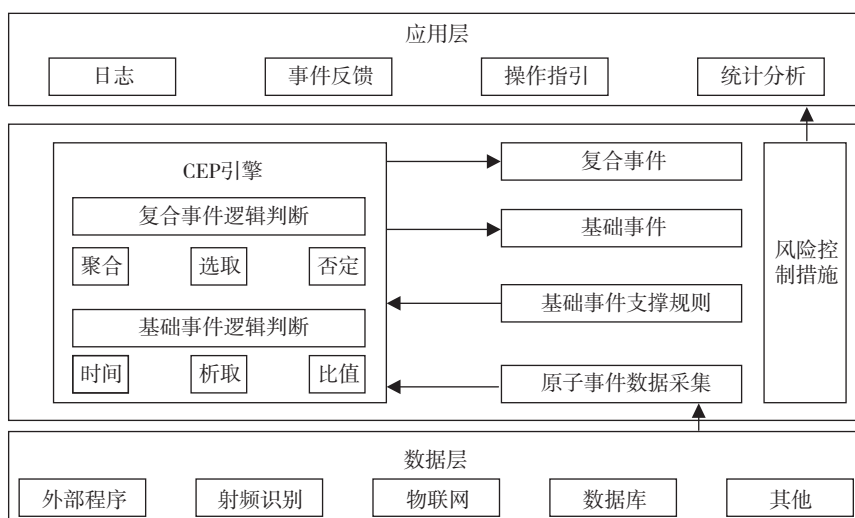 应用层
日志
事件反馈
操作指引
统计分析
CEP引擎
复合事件逻辑判断
聚合
选取
否定
基础事件逻辑判断
时间
析取
比值
复合事件
基础事件
基础事件支撑规则
原子事件数据采集
风险控
制措施
数据层
外部程序
射频识别
物联网
数据库
其他